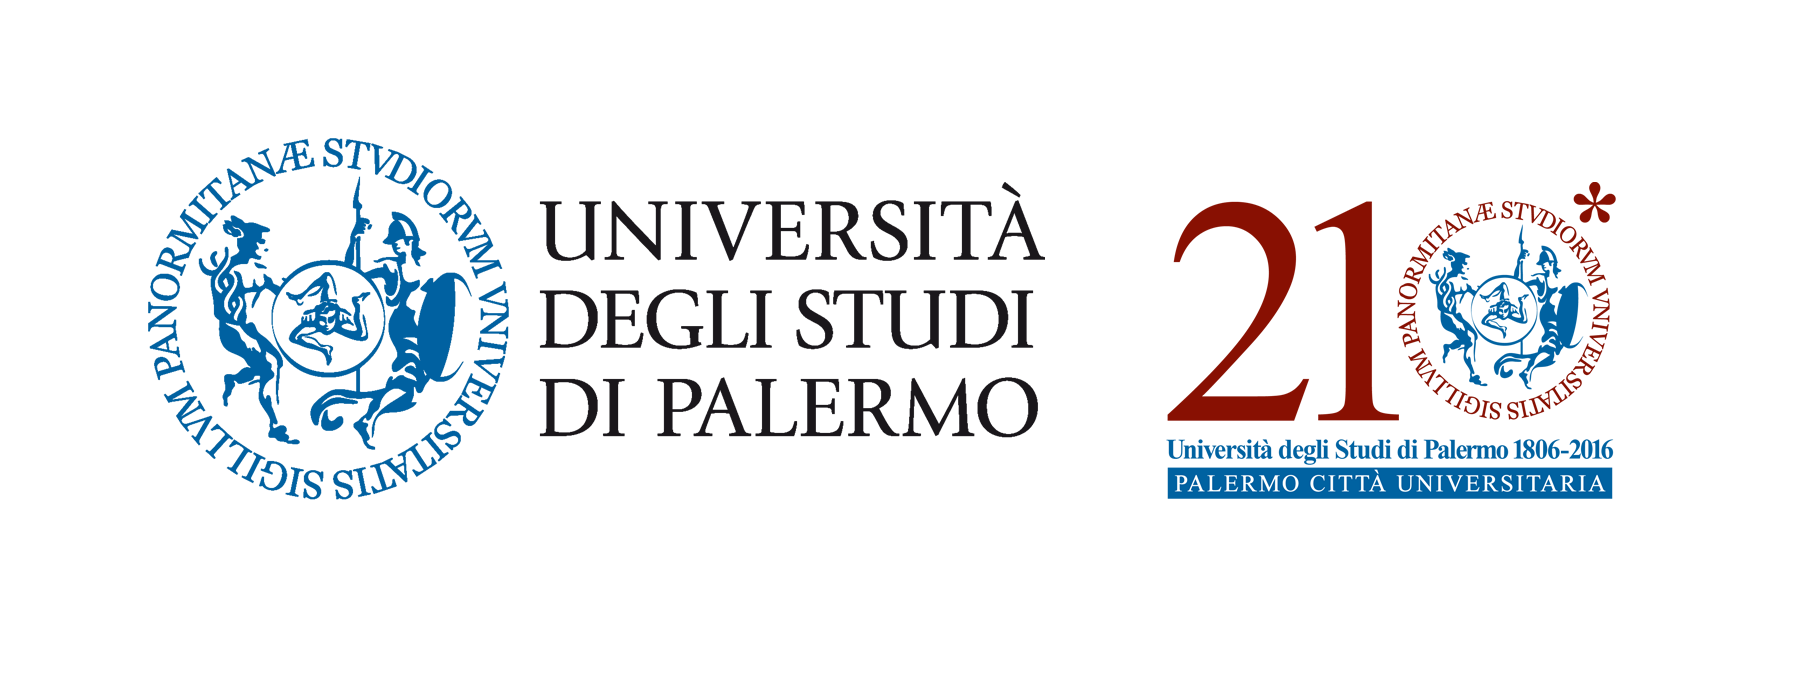 SIGILLVM PANORMITANÆ STVDIORVM VNIVERSITATIS
UNIVERSITÀ
DEGLI STUDI
DI PALERMO
210*
SIGILLVM PANORMITANÆ STVDIORVM VNIVERSITATIS
Università degli Studi di Palermo 1806-2016
PALERMO CITTÀ UNIVERSITARIA